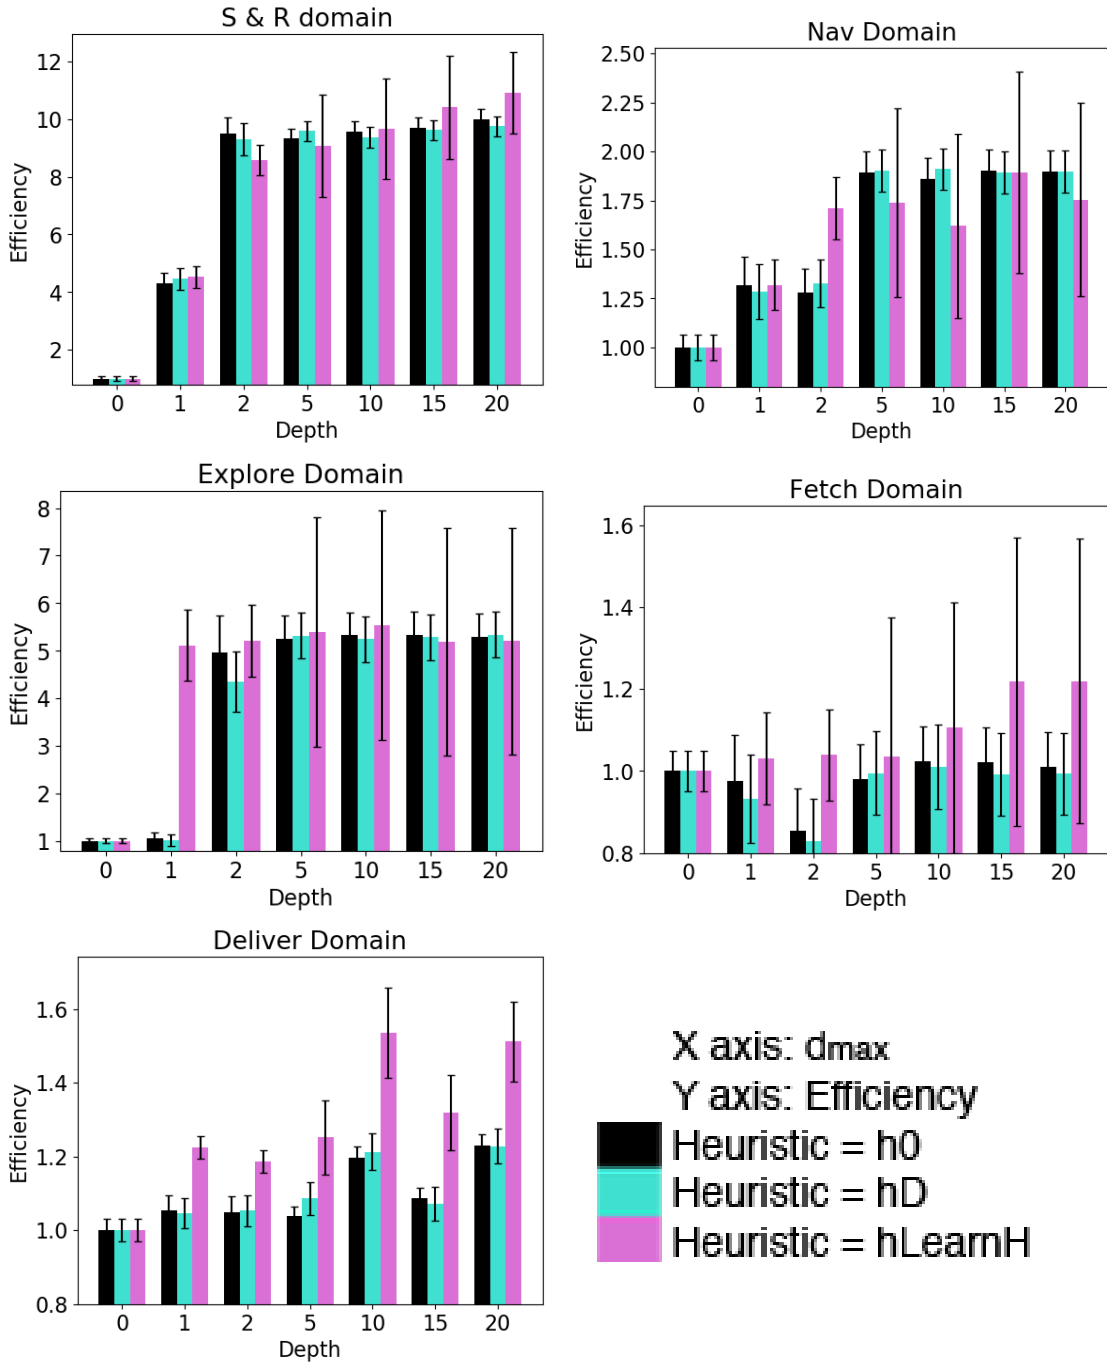 S & R domain
12
10
8
6
4
2
Efficiency
0 1 2 5 10 15 20
Depth
Nav Domain
2.50
2.25
2.00
1.75
1.50
1.25
1.00
Efficiency
0 1 2 5 10 15 20
Depth
Explore Domain
8
7
6
5
4
3
2
1
Efficiency
0 1 2 5 10 15 20
Depth
Fetch Domain
1.6
1.4
1.2
1.0
0.8
Efficiency
0 1 2 5 10 15 20
Depth
Deliver Domain
1.6
1.4
1.2
1.0
0.8
Efficiency
0 1 2 5 10 15 20
Depth
X axis: dmax
Y axis: Efficiency
Heuristic = h0
Heuristic = hD
Heuristic = hLearnH